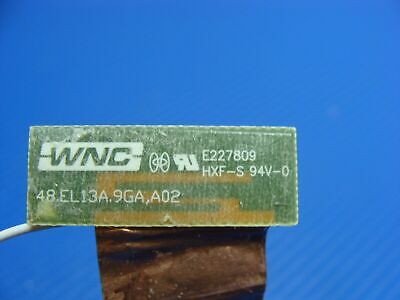 WNC
E227809
HXF-S 94V-0
48.EL13A.9GA,A02